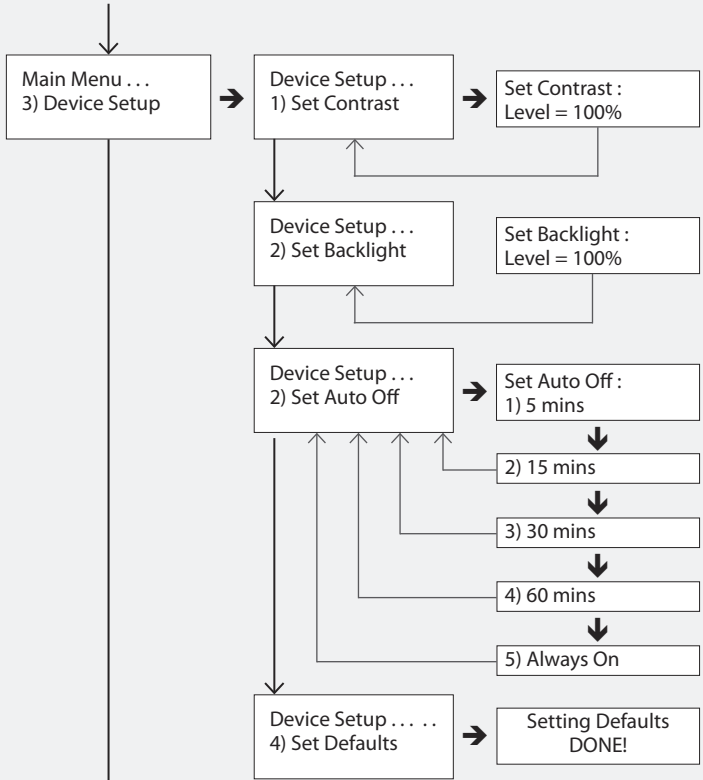 Main Menu . . .
3) Device Setup
Device Setup . . .
1) Set Contrast
Set Contrast :
Level = 100%
Device Setup . . .
2) Set Backlight
Set Backlight :
Level = 100%
Device Setup . . .
2) Set Auto Off
Set Auto Off :
1) 5 mins
2) 15 mins
3) 30 mins
4) 60 mins
5) Always On
Device Setup . . . . .
4) Set Defaults
Setting Defaults
DONE!